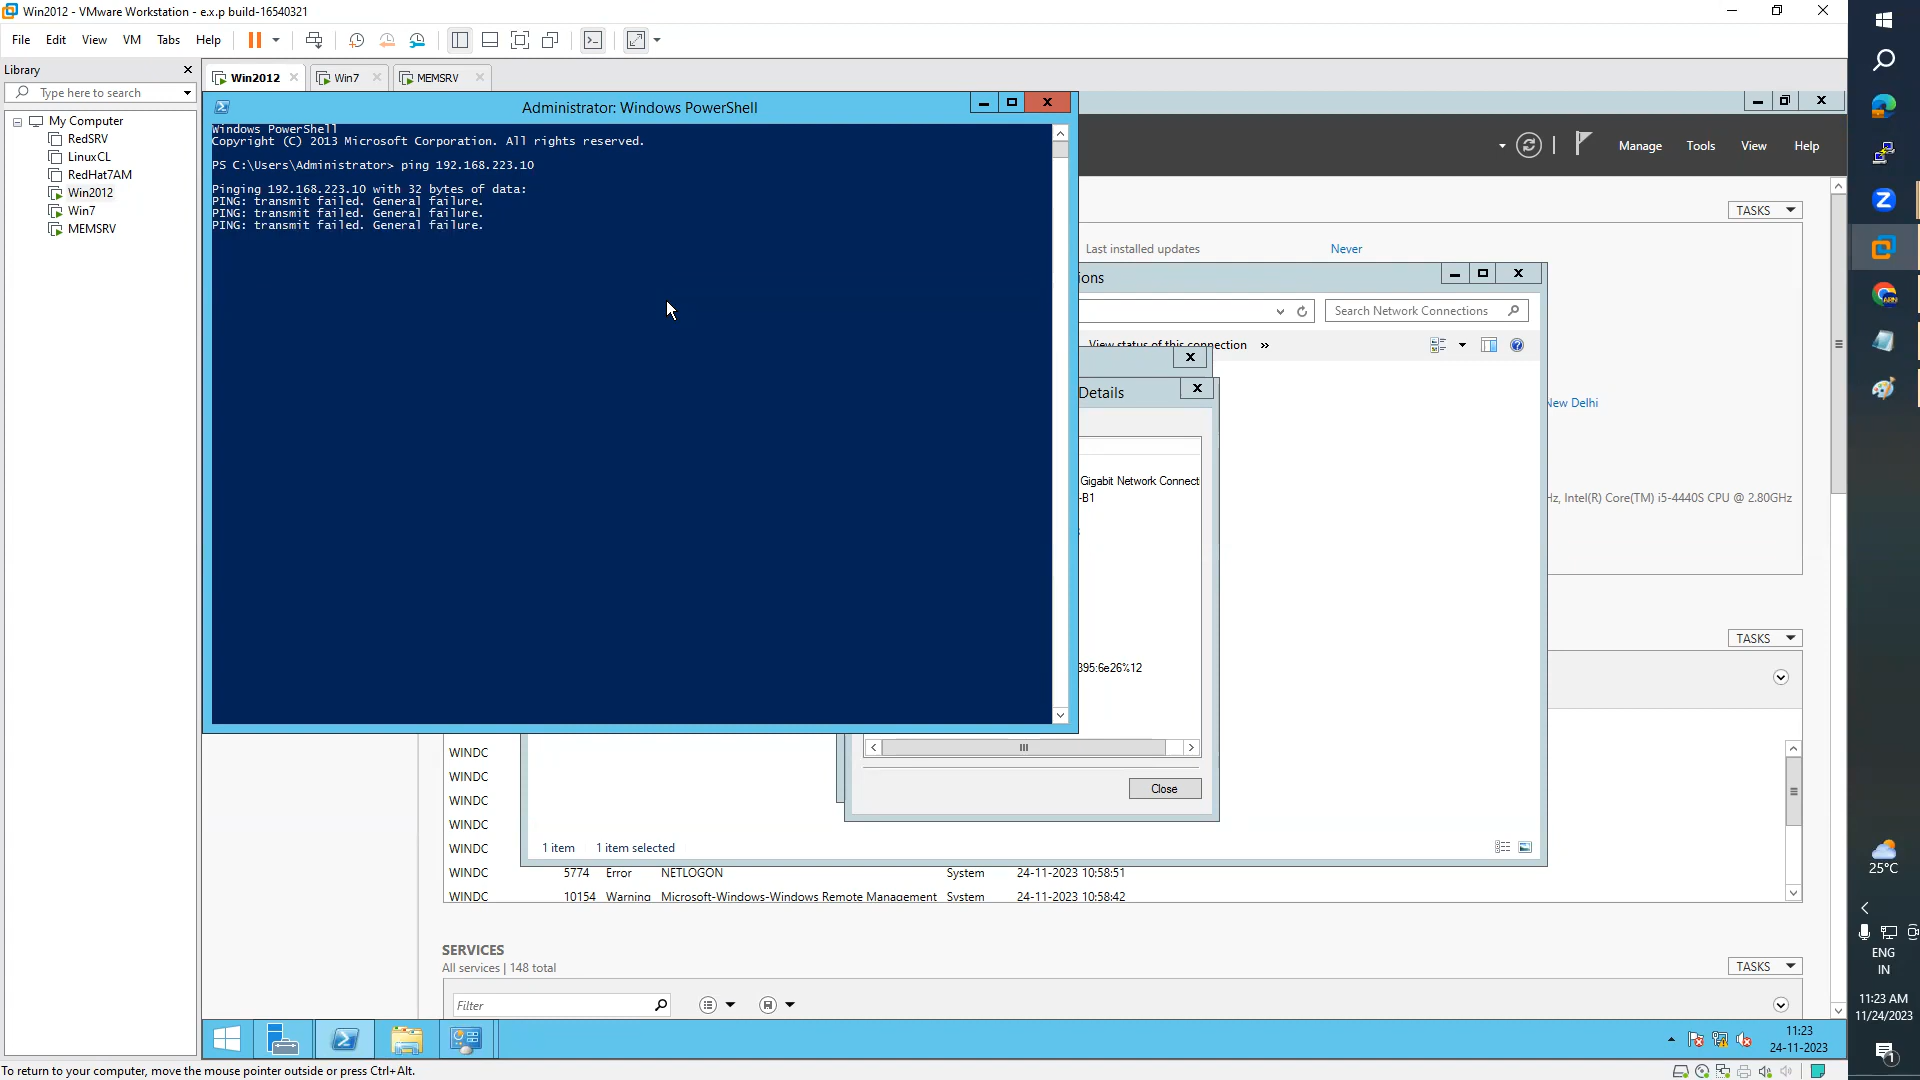 Win2012 - VMware Workstation - e.x.p build-16540321
File Edit View VM Tabs Help
Library
Type here to search
My Computer
RedSRV
LinuxCL
RedHat7AM
Win2012
Win7
MEMSRV
Win2012
Win7
MEMSRV
Administrator: Windows PowerShell
Windows PowerShell
Copyright (C) 2013 Microsoft Corporation. All rights reserved.
PS C:\Users\Administrator> ping 192.168.223.10
Pinging 192.168.223.10 with 32 bytes of data:
PING: transmit failed. General failure.
PING: transmit failed. General failure.
PING: transmit failed. General failure.
Manage Tools View Help
TASKS
Last installed updates Never
ions
Search Network Connections
View status of this connection »
Details
New Delhi
Gigabit Network Connect
-B1
Hz, Intel(R) Core(TM) i5-4440S CPU @ 2.80GHz
TASKS
395:6e26%12
Close
1 item 1 item selected
WINDC
WINDC
WINDC
WINDC
WINDC
WINDC 5774 Error NETLOGON System 24-11-2023 10:58:51
WINDC 10154 Warning Microsoft-Windows-Windows Remote Management System 24-11-2023 10:58:42
SERVICES
All services | 148 total
TASKS
Filter
11:23
24-11-2023
To return to your computer, move the mouse pointer outside or press Ctrl+Alt.
25°C
ENG
IN
11:23 AM
11/24/2023
1